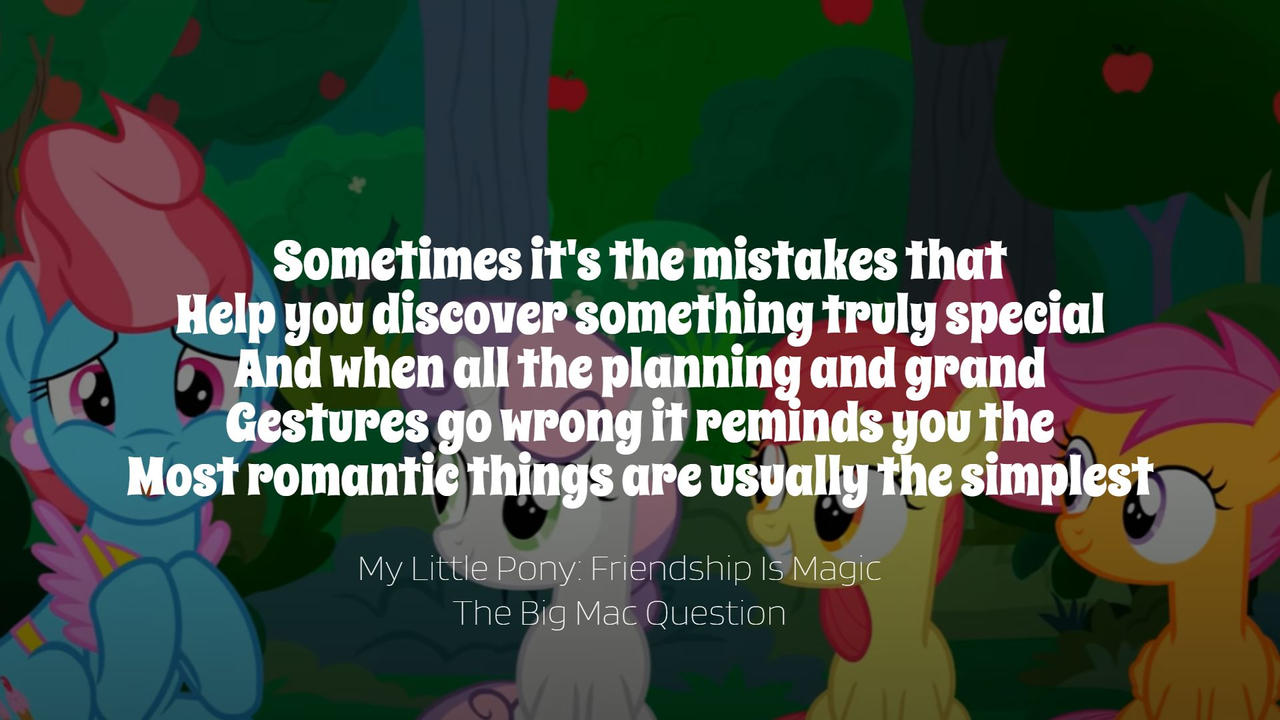 Sometimes it's the mistakes that
Help you discover something truly special
And when all the planning and grand
Gestures go wrong it reminds you the
Most romantic things are usually the simplest
My Little Pony: Friendship Is Magic
The Big Mac Question